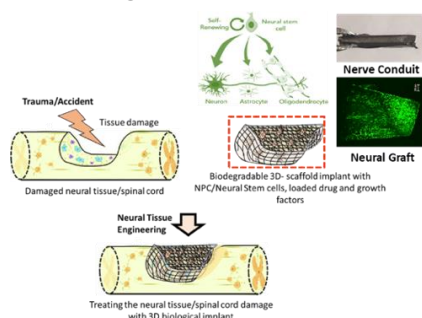 Self-
Renewing
Neural stem
cell
Neuron
Astrocyte
Oligodendrocyte
Nerve Conduit
Neural Graft
Trauma/Accident
Tissue damage
Damaged neural tissue/spinal cord
Biodegradable 3D- scaffold implant with
NPC/Neural Stem cells, loaded drug and growth
factors
Neural Tissue
Engineering
Treating the neural tissue/spinal cord damage
with 3D biological implant